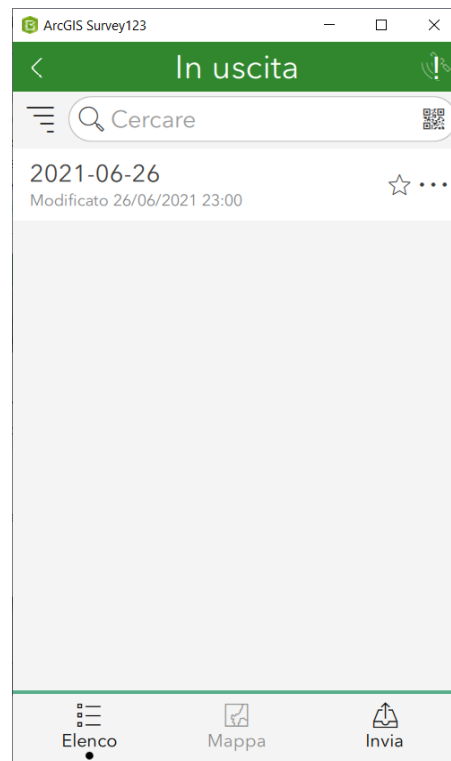 ArcGIS Survey123
In uscita
Cercare
2021-06-26
Modificato 26/06/2021 23:00
Elenco
Mappa
Invia